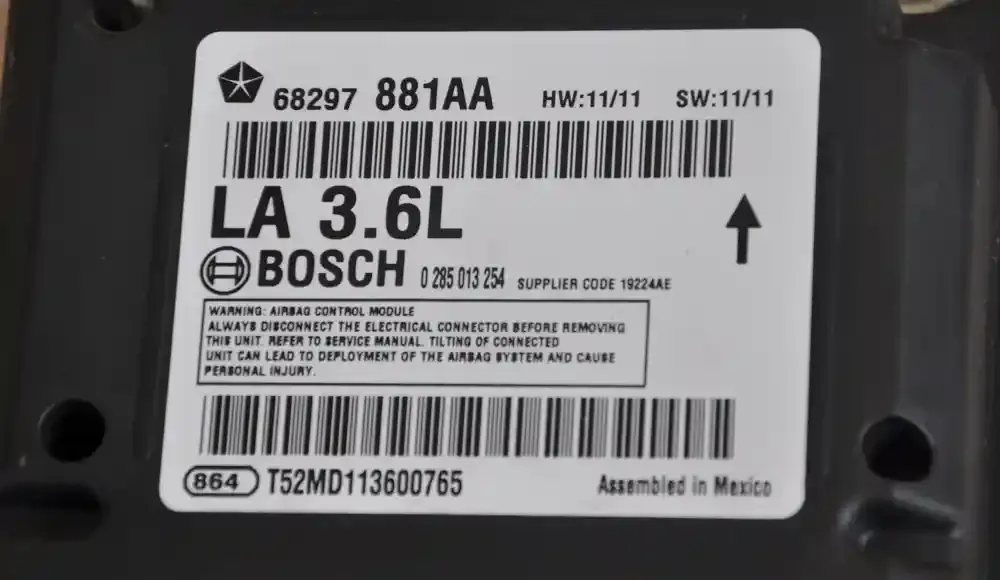 68297 881AA HW:11/11 SW:11/11
LA 3.6L
BOSCH 0 285 013 254 SUPPLIER CODE 19224AE
WARNING: AIRBAG CONTROL MODULE
ALWAYS DISCONNECT THE ELECTRICAL CONNECTOR BEFORE REMOVING
THIS UNIT. REFER TO SERVICE MANUAL. TILTING OF CONNECTED
UNIT CAN LEAD TO DEPLOYMENT OF THE AIRBAG SYSTEM AND CAUSE
PERSONAL INJURY.
864 T52MD113600765 Assembled in Mexico